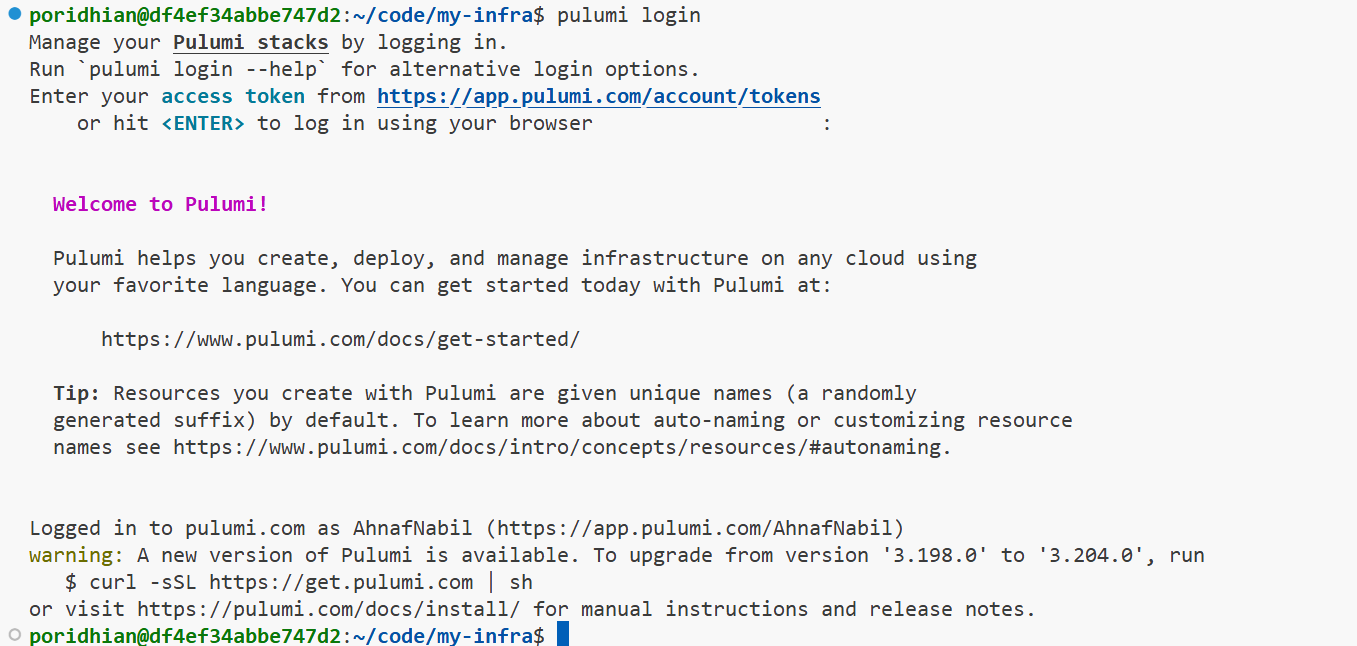 poridhian@df4ef34abbe747d2:~/code/my-infra$ pulumi login
Manage your Pulumi stacks by logging in.
Run `pulumi login --help` for alternative login options.
Enter your access token from https://app.pulumi.com/account/tokens
or hit <ENTER> to log in using your browser :
Welcome to Pulumi!
Pulumi helps you create, deploy, and manage infrastructure on any cloud using
your favorite language. You can get started today with Pulumi at:
https://www.pulumi.com/docs/get-started/
Tip: Resources you create with Pulumi are given unique names (a randomly
generated suffix) by default. To learn more about auto-naming or customizing resource
names see https://www.pulumi.com/docs/intro/concepts/resources/#autonaming.
Logged in to pulumi.com as AhnafNabil (https://app.pulumi.com/AhnafNabil)
warning: A new version of Pulumi is available. To upgrade from version '3.198.0' to '3.204.0', run
$ curl -sSL https://get.pulumi.com | sh
or visit https://pulumi.com/docs/install/ for manual instructions and release notes.
poridhian@df4ef34abbe747d2:~/code/my-infra$